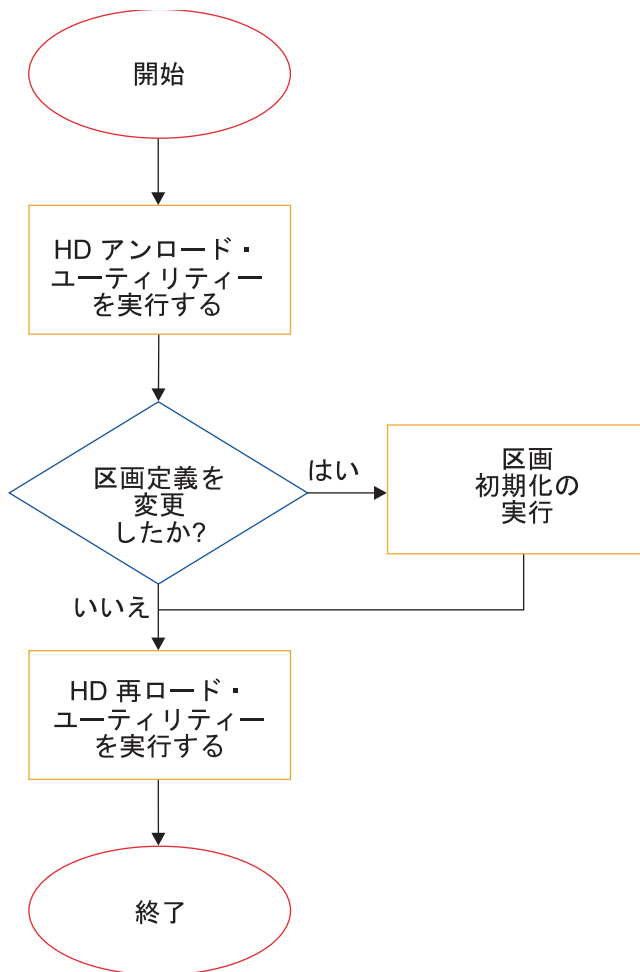 開始
HD アンロード・
ユーティリティー
を実行する
区画定義を
変更
したか?
はい
区画
初期化の
実行
いいえ
HD 再ロード・
ユーティリティー
を実行する
終了